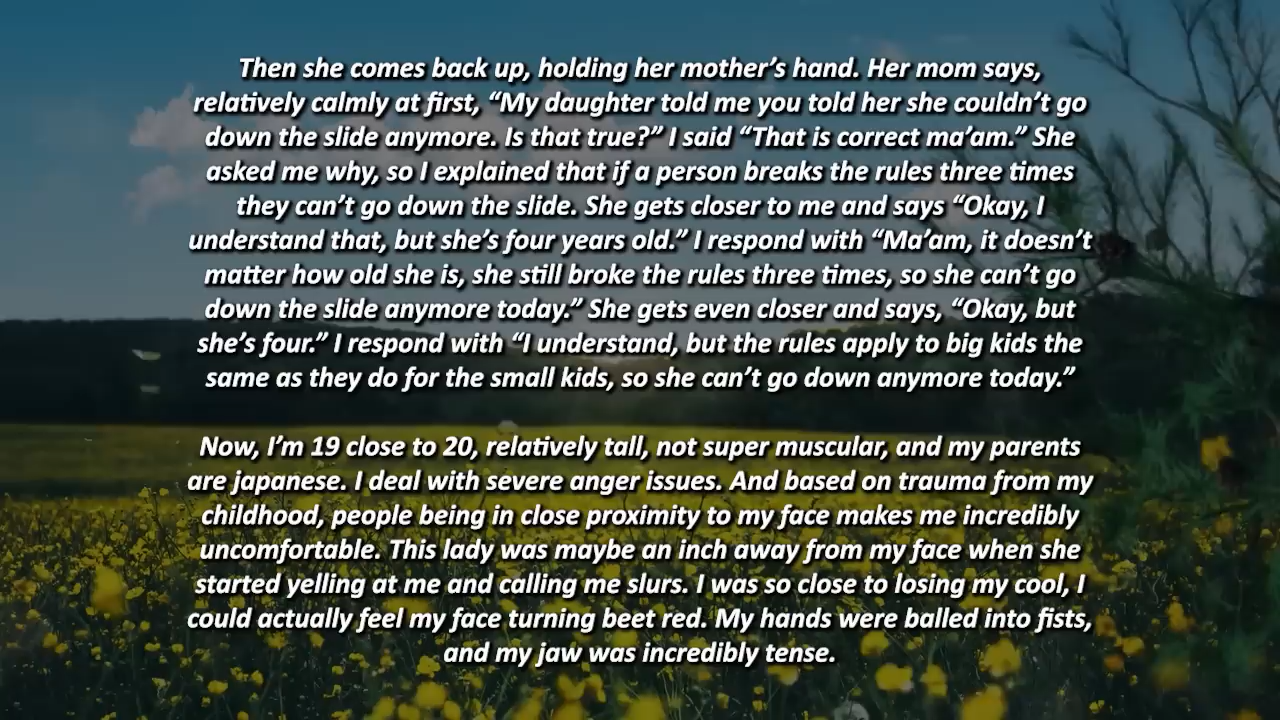 Then she comes back up, holding her mother’s hand. Her mom says,
relatively calmly at first, “My daughter told me you told her she couldn’t go
down the slide anymore. Is that true?” I said “That is correct ma’am.” She
asked me why, so I explained that if a person breaks the rules three times
they can’t go down the slide. She gets closer to me and says “Okay, I
understand that, but she’s four years old.” I respond with “Ma’am, it doesn’t
matter how old she is, she still broke the rules three times, so she can’t go
down the slide anymore today.” She gets even closer and says, “Okay, but
she’s four.” I respond with “I understand, but the rules apply to big kids the
same as they do for the small kids, so she can’t go down anymore today.”
Now, I’m 19 close to 20, relatively tall, not super muscular, and my parents
are japanese. I deal with severe anger issues. And based on trauma from my
childhood, people being in close proximity to my face makes me incredibly
uncomfortable. This lady was maybe an inch away from my face when she
started yelling at me and calling me slurs. I was so close to losing my cool, I
could actually feel my face turning beet red. My hands were balled into fists,
and my jaw was incredibly tense.